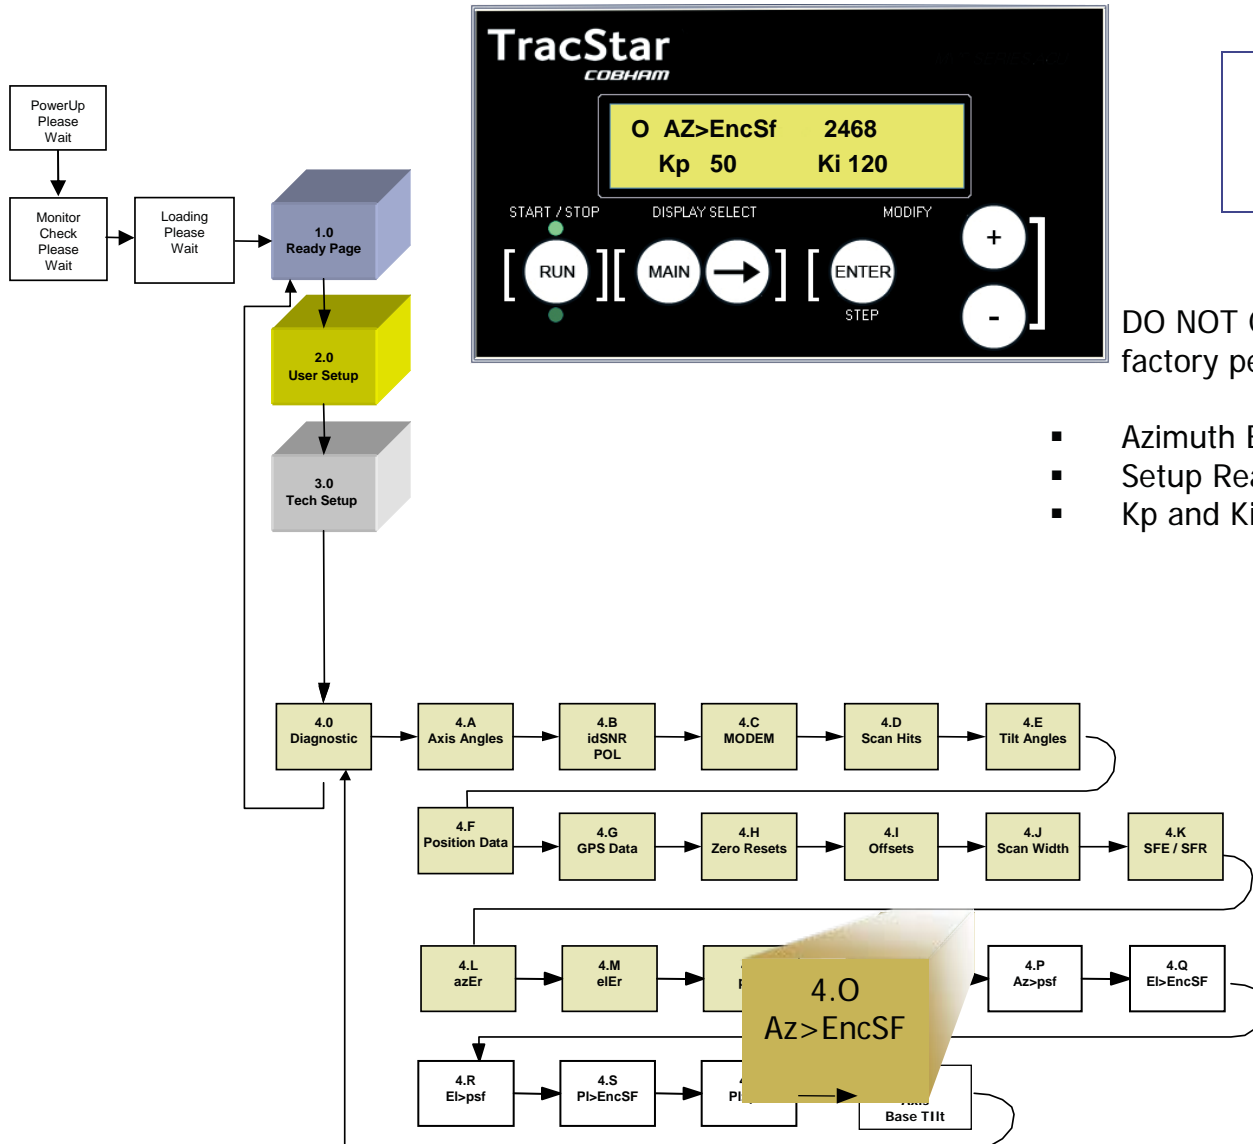 TracStar
COBHAM
O AZ>EncSf 2468
Kp 50 Ki 120
START / STOP
DISPLAY SELECT
MODIFY
RUN
MAIN
ENTER
STEP
+
-
PowerUp
Please
Wait
Monitor
Check
Please
Wait
Loading
Please
Wait
1.0
Ready Page
2.0
User Setup
3.0
Tech Setup
DO NOT
factory
▪ Azimuth
▪ Setup
▪ Kp and Ki
4.0
Diagnostic
4.A
Axis Angles
4.B
idSNR
POL
4.C
MODEM
4.D
Scan Hits
4.E
Tilt Angles
4.F
Position Data
4.G
GPS Data
4.H
Zero Resets
4.I
Offsets
4.J
Scan Width
4.K
SFE / SFR
4.L
azEr
4.M
elEr
4.O
Az>EncSF
4.P
Az>psf
4.Q
El>EncSF
4.R
El>psf
4.S
Pl>EncSF
Base TIlt